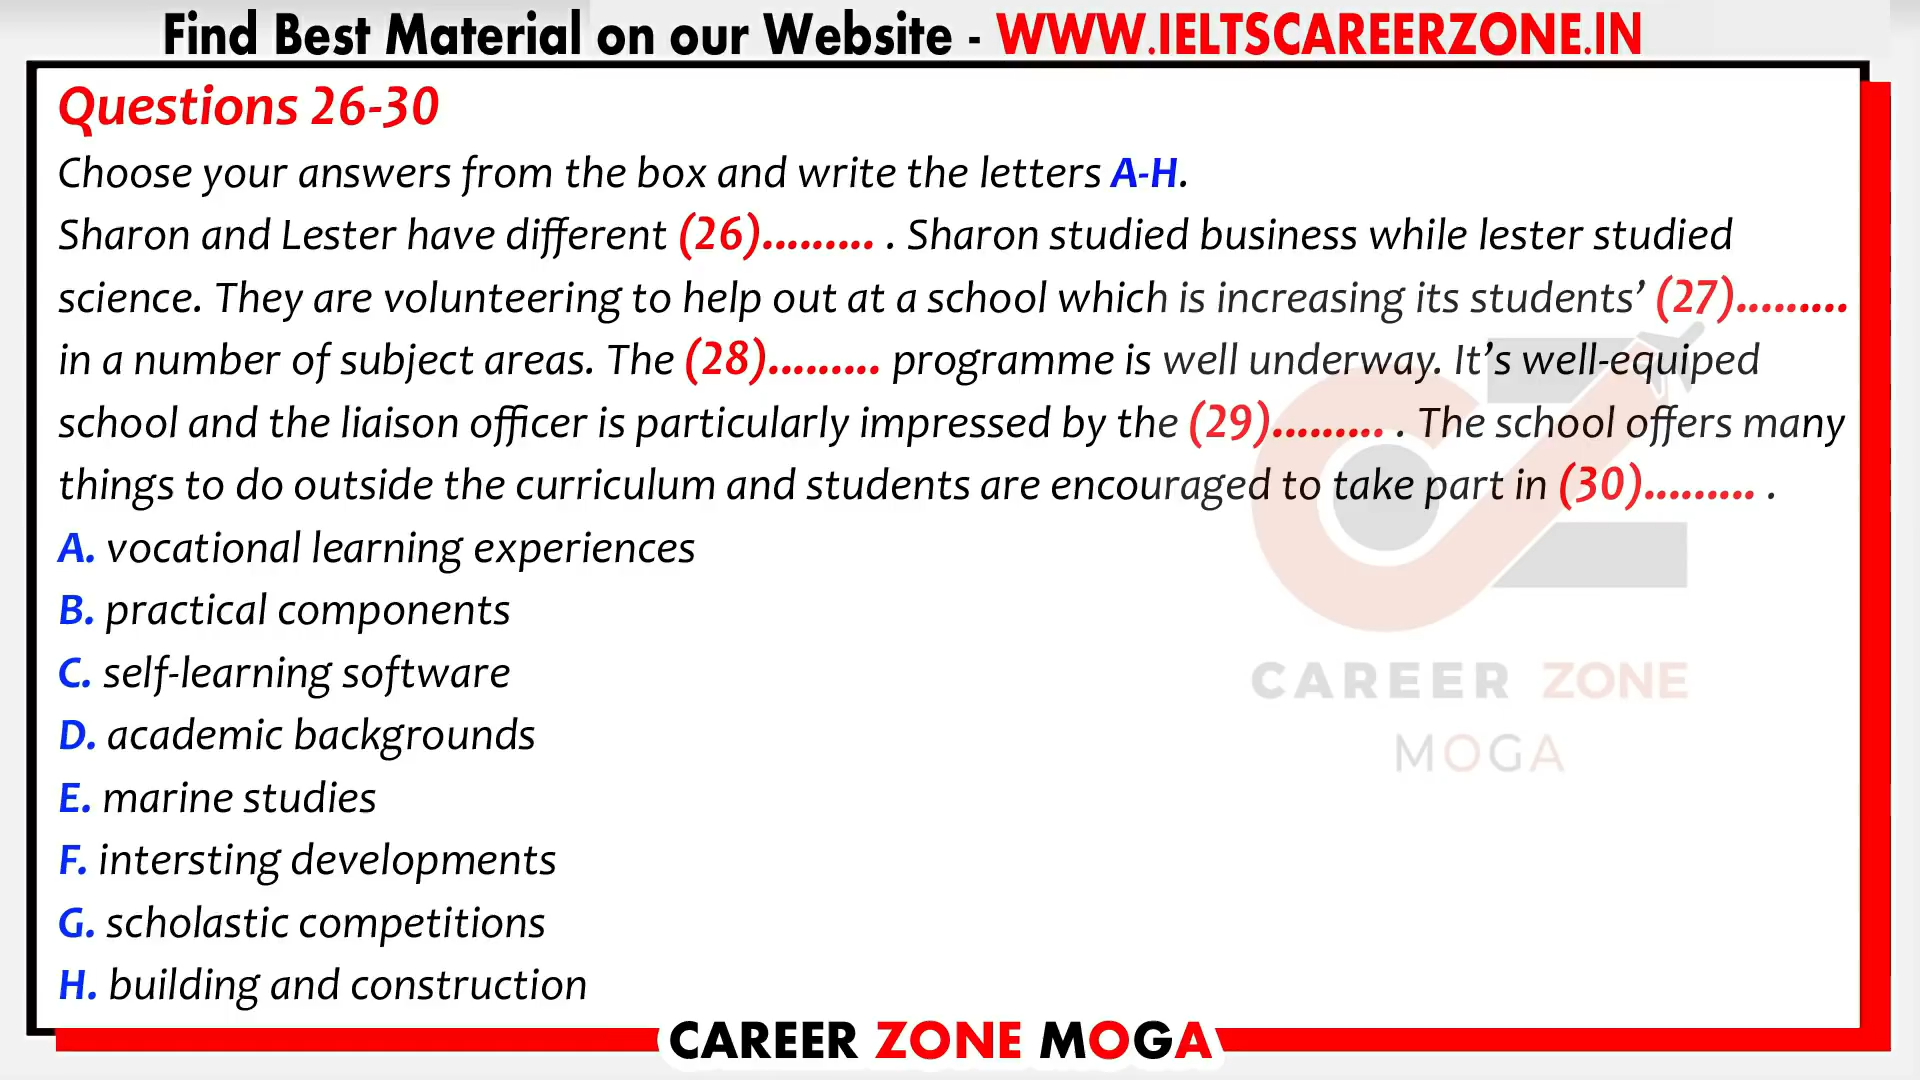 Find Best Material on our Website - WWW.IELTSCAREERZONE.IN
Questions 26-30
Choose your answers from the box and write the letters A-H.
Sharon and Lester have different (26)......... . Sharon studied business while lester studied
science. They are volunteering to help out at a school which is increasing its students’ (27).........
in a number of subject areas. The (28)......... programme is well underway. It’s well-equiped
school and the liaison officer is particularly impressed by the (29)......... . The school offers many
things to do outside the curriculum and students are encouraged to take part in (30)......... .
A. vocational learning experiences
B. practical components
C. self-learning software
D. academic backgrounds
E. marine studies
F. intersting developments
G. scholastic competitions
H. building and construction
CAREER ZONE
MOGA
CAREER ZONE MOGA